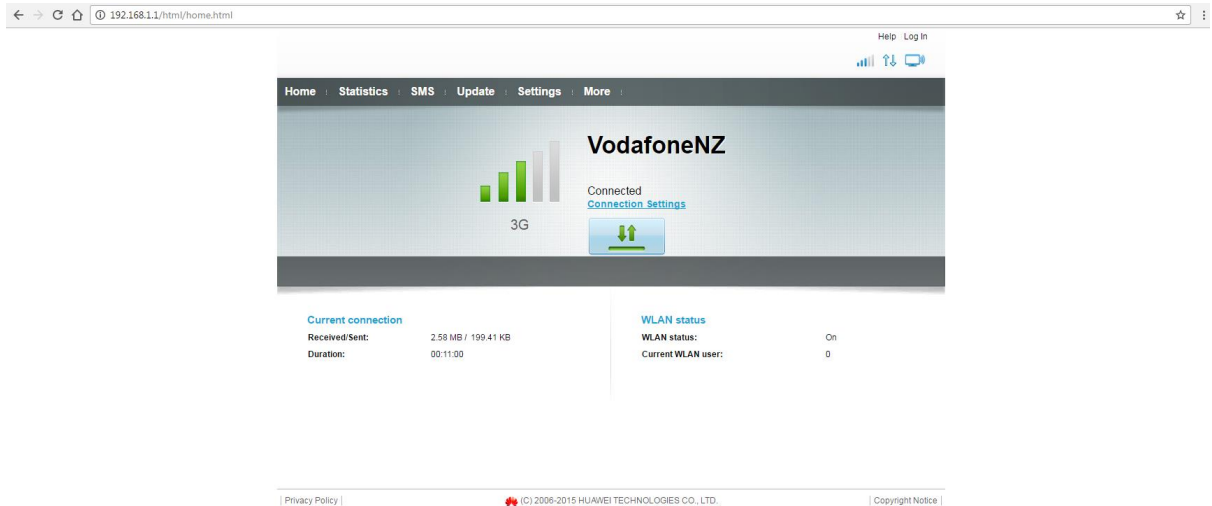 192.168.1.1/html/home.html
Help Log In
Home Statistics SMS Update Settings More
VodafoneNZ
Connected
Connection Settings
3G
Current connection
Received/Sent: 2.58 MB / 199.41 KB
Duration: 00:11:00
WLAN status
WLAN status: On
Current WLAN user: 0
Privacy Policy (C) 2006-2015 HUAWEI TECHNOLOGIES CO., LTD. Copyright Notice